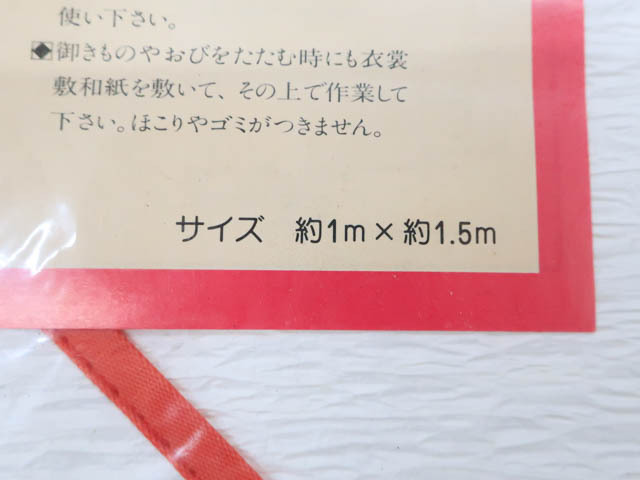 使い下さい。
◆御きものやおびをたたむ時にも衣裳
敷和紙を敷いて、その上で作業して
下さい。ほこりやゴミがつきません。
サイズ 約1m×約1.5m